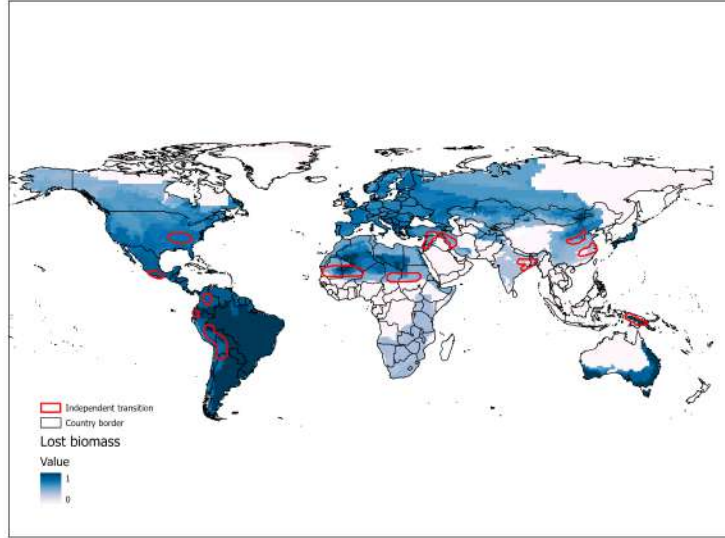 Independent transition
Country border
Lost biomass
Value
1
0